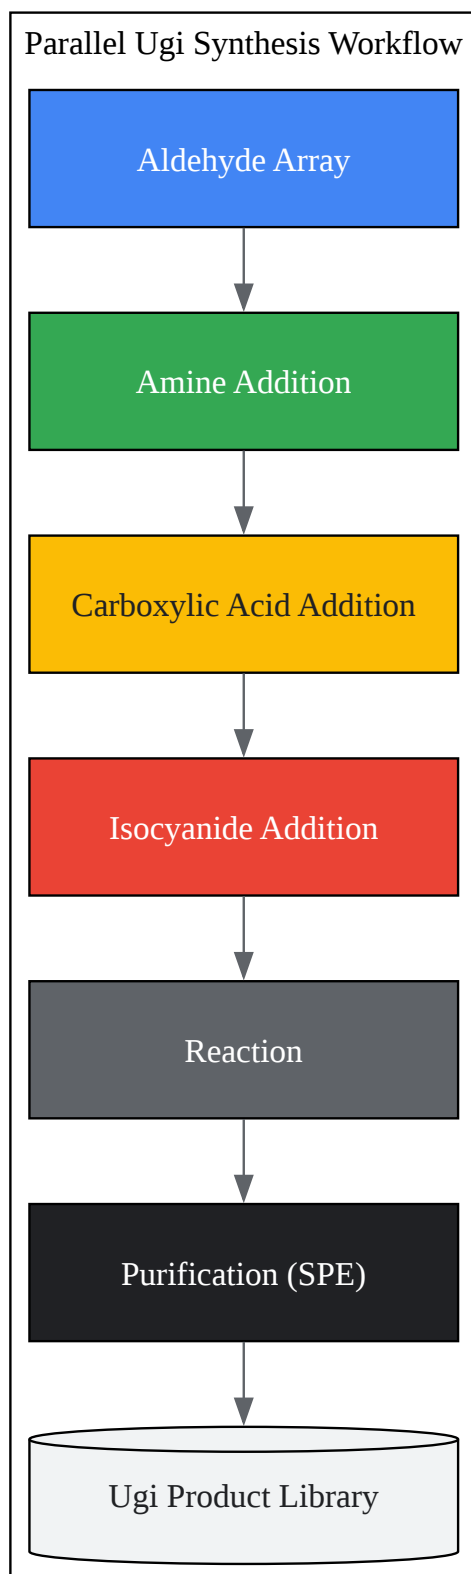 Parallel Ugi Synthesis Workflow
Aldehyde Array
Amine Addition
Carboxylic Acid Addition
Isocyanide Addition
Reaction
Purification (SPE)
Ugi Product Library